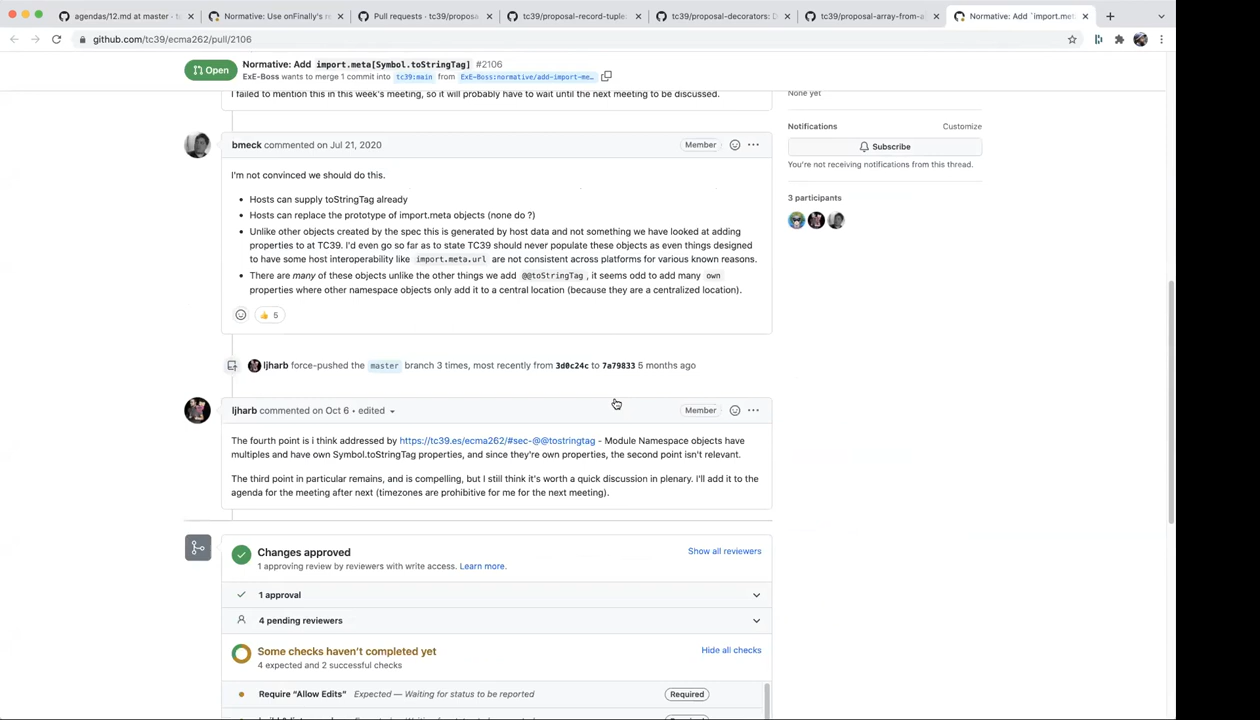 agendas/12.md at master · t
Normative: Use onFinally's r
Pull requests · tc39/propos
tc39/proposal-record-tuple:
tc39/proposal-decorators: D
tc39/proposal-array-from-a
Normative: Add `import.met
github.com/tc39/ecma262/pull/2106
Open
Normative: Add import.meta[Symbol.toStringTag] #2106
ExE-Boss wants to merge 1 commit into tc39:main from ExE-Boss:normative/add-import-me…
I failed to mention this in this week's meeting, so it will probably have to wait until the next meeting to be discussed.
None yet
Notifications
Customize
Subscribe
You're not receiving notifications from this thread.
3 participants
bmeck commented on Jul 21, 2020
Member
I'm not convinced we should do this.
• Hosts can supply toStringTag already
• Hosts can replace the prototype of import.meta objects (none do ?)
• Unlike other objects created by the spec this is generated by host data and not something we have looked at adding
properties to at TC39. I'd even go so far as to state TC39 should never populate these objects as even things designed
to have some host interoperability like import.meta.url are not consistent across platforms for various known reasons.
• There are many of these objects unlike the other things we add @@toStringTag, it seems odd to add many own
properties where other namespace objects only add it to a central location (because they are a centralized location).
👍 5
ljharb force-pushed the master branch 3 times, most recently from 3d0c24c to 7a79833 5 months ago
ljharb commented on Oct 6 • edited
Member
The fourth point is i think addressed by https://tc39.es/ecma262/#sec-@@tostringtag - Module Namespace objects have
multiples and have own Symbol.toStringTag properties, and since they're own properties, the second point isn't relevant.
The third point in particular remains, and is compelling, but I still think it's worth a quick discussion in plenary. I'll add it to the
agenda for the meeting after next (timezones are prohibitive for me for the next meeting).
Changes approved
Show all reviewers
1 approving review by reviewers with write access. Learn more.
1 approval
4 pending reviewers
Some checks haven't completed yet
Hide all checks
4 expected and 2 successful checks
Require "Allow Edits" Expected — Waiting for status to be reported
Required